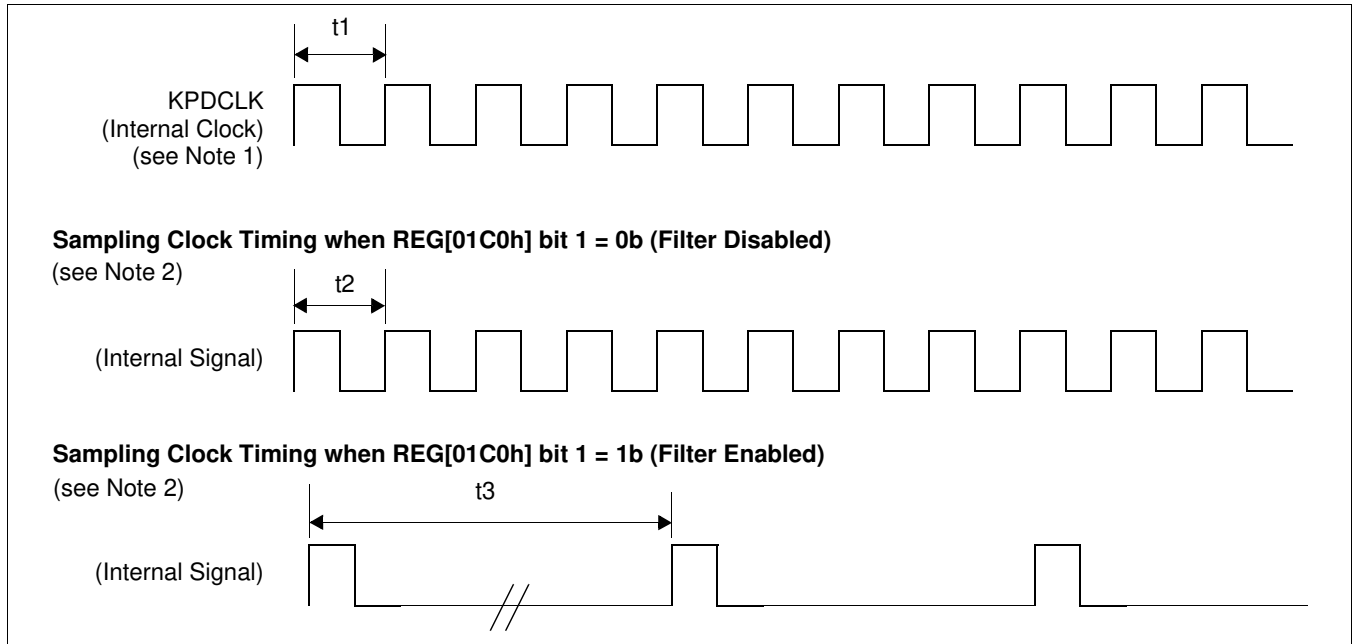 t1
KPDCLK
(Internal Clock)
(see Note 1)
Sampling Clock Timing when REG[01C0h] bit 1 = 0b (Filter Disabled)
(see Note 2)
t2
(Internal Signal)
Sampling Clock Timing when REG[01C0h] bit 1 = 1b (Filter Enabled)
(see Note 2)
t3
(Internal Signal)